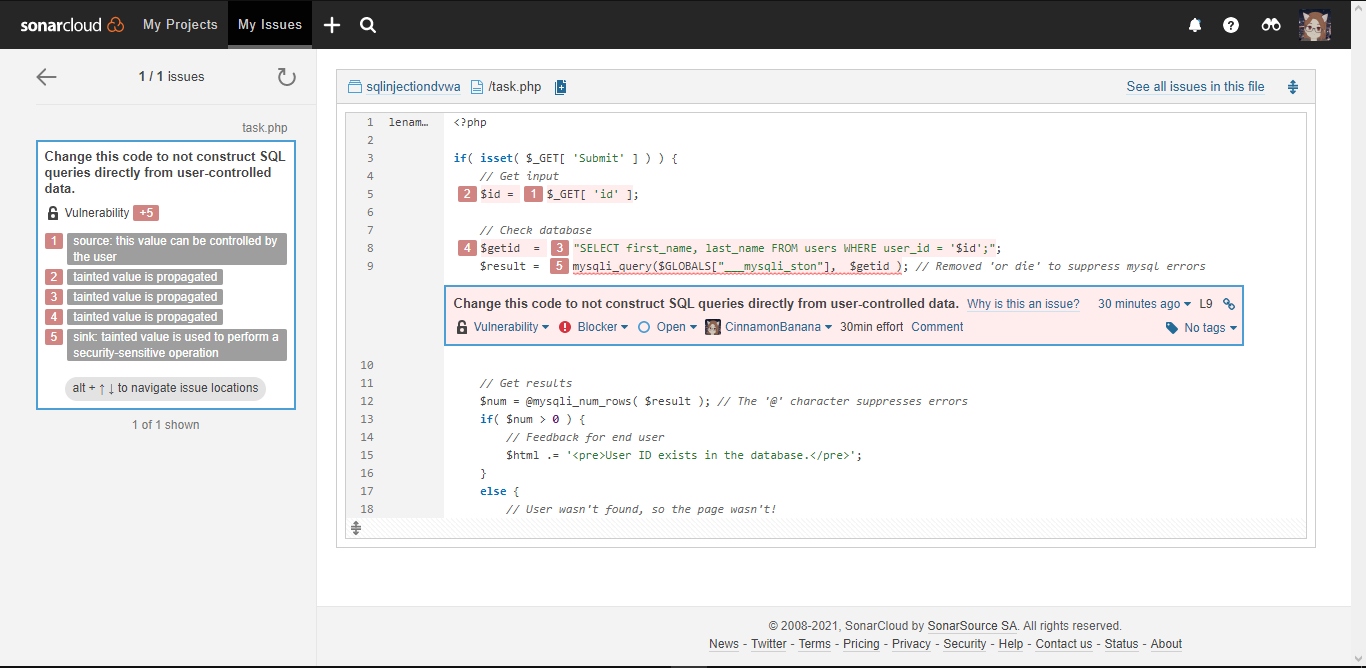 sonarcloud My Projects My Issues
1 / 1 issues
task.php
Change this code to not construct SQL
queries directly from user-controlled
data.
Vulnerability +5
1 source: this value can be controlled by
the user
2 tainted value is propagated
3 tainted value is propagated
4 tainted value is propagated
5 sink: tainted value is used to perform a
security-sensitive operation
alt + ↑ ↓ to navigate issue locations
1 of 1 shown
sqlinjectiondvwa /task.php See all issues in this file
1 lenam… <?php
2
3 if( isset( $_GET[ 'Submit' ] ) ) {
4 // Get input
5 2 $id = 1 $_GET[ 'id' ];
6
7 // Check database
8 4 $getid = 3 "SELECT first_name, last_name FROM users WHERE user_id = '$id';";
9 $result = 5 mysqli_query($GLOBALS["___mysqli_ston"], $getid ); // Removed 'or die' to suppress mysql errors
Change this code to not construct SQL queries directly from user-controlled data. Why is this an issue? 30 minutes ago L9
Vulnerability Blocker Open CinnamonBanana 30min effort Comment No tags
10
11 // Get results
12 $num = @mysqli_num_rows( $result ); // The '@' character suppresses errors
13 if( $num > 0 ) {
14 // Feedback for end user
15 $html .= '<pre>User ID exists in the database.</pre>';
16 }
17 else {
18 // User wasn't found, so the page wasn't!
© 2008-2021, SonarCloud by SonarSource SA. All rights reserved.
News - Twitter - Terms - Pricing - Privacy - Security - Help - Contact us - Status - About